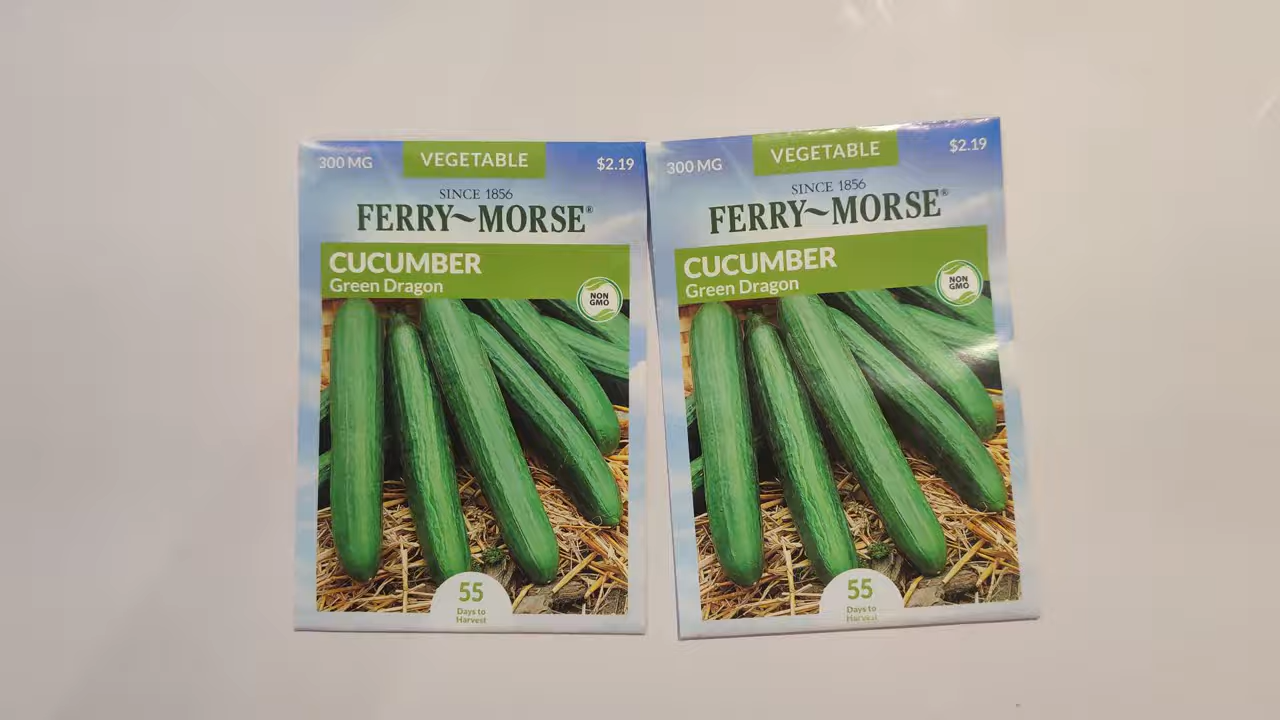 300 MG
VEGETABLE
$2.19
SINCE 1856
FERRY~MORSE®
CUCUMBER
Green Dragon
NON
GMO
55
Days to
Harvest
300 MG
VEGETABLE
$2.19
SINCE 1856
FERRY~MORSE®
CUCUMBER
Green Dragon
NON
GMO
55
Days to
Harvest